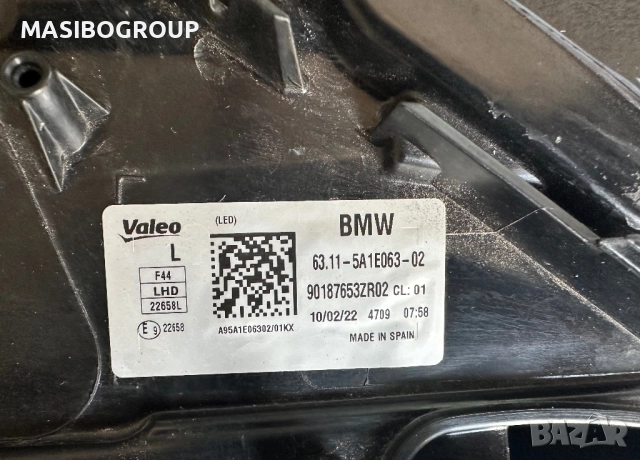 MASIBOGROUP
Valeo
(LED)
BMW
L
F44
LHD
22658L
E 9 22658
63.11-5A1E063-02
90187653ZR02 CL: 01
10/02/22 4709 07:58
A95A1E06302/01KX
MADE IN SPAIN
BAZAR